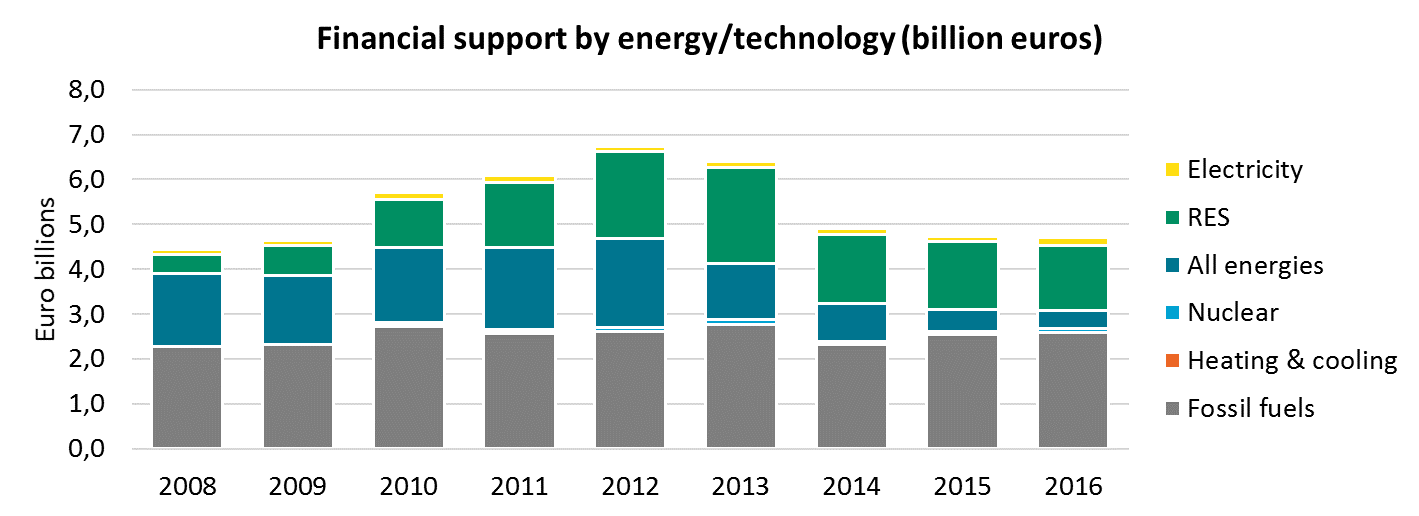 Financial support by energy/technology (billion euros)
Euro billions
8,0
7,0
6,0
5,0
4,0
3,0
2,0
1,0
0,0
2008 2009 2010 2011 2012 2013 2014 2015 2016
Electricity
RES
All energies
Nuclear
Heating & cooling
Fossil fuels